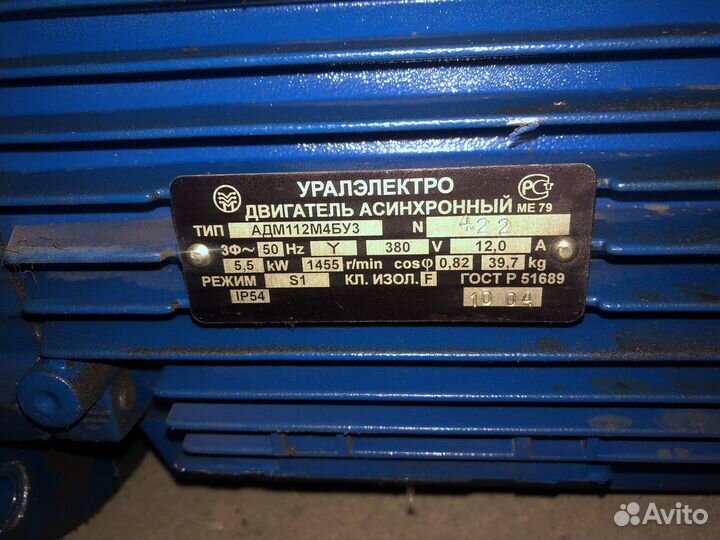 УРАЛЭЛЕКТРО
ДВИГАТЕЛЬ АСИНХРОННЫЙ МЕ 79
ТИП АДМ112М4БУ3 N 422
3Ф~ 50 Hz Y 380 V 12,0 A
5,5 kW 1455 r/min cosφ 0,82 39,7 kg
РЕЖИМ S1 КЛ. ИЗОЛ. F ГОСТ Р 51689
IP54 10 04
Avito